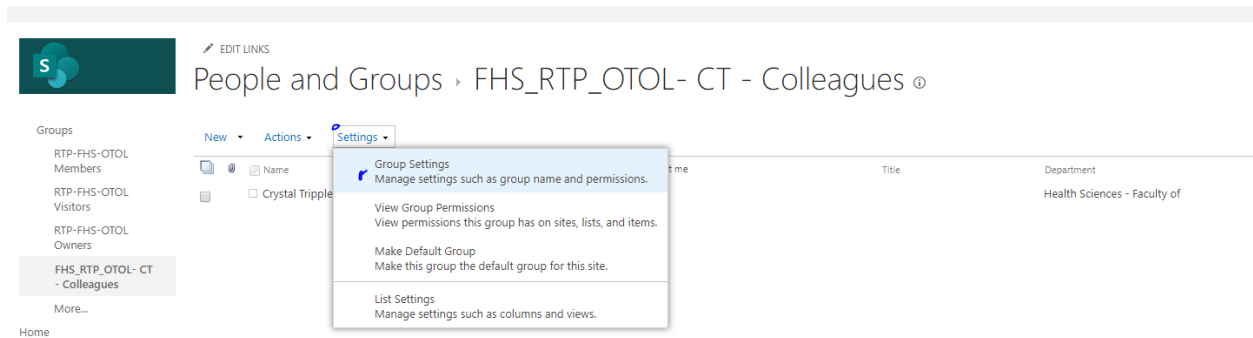 S
EDIT LINKS
People and Groups › FHS_RTP_OTOL- CT - Colleagues
Groups
RTP-FHS-OTOL
Members
RTP-FHS-OTOL
Visitors
RTP-FHS-OTOL
Owners
FHS_RTP_OTOL- CT
- Colleagues
More...
Home
New Actions Settings
Name t me Title Department
Crystal Tripple Health Sciences - Faculty of
Group Settings
Manage settings such as group name and permissions.
View Group Permissions
View permissions this group has on sites, lists, and items.
Make Default Group
Make this group the default group for this site.
List Settings
Manage settings such as columns and views.